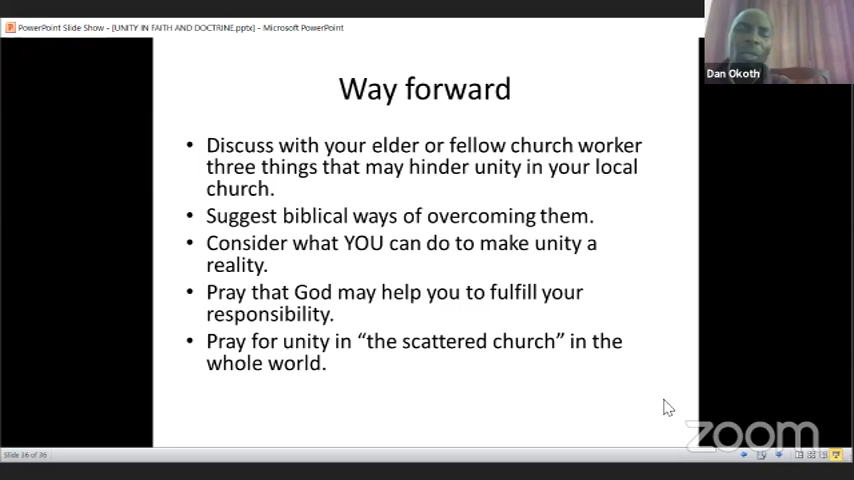 PowerPoint Slide Show - [UNITY IN FAITH AND DOCTRINE.pptx] - Microsoft PowerPoint
Dan Okoth
Way forward
• Discuss with your elder or fellow church worker
three things that may hinder unity in your local
church.
• Suggest biblical ways of overcoming them.
• Consider what YOU can do to make unity a
reality.
• Pray that God may help you to fulfill your
responsibility.
• Pray for unity in “the scattered church” in the
whole world.
zoom
Slide 36 of 36